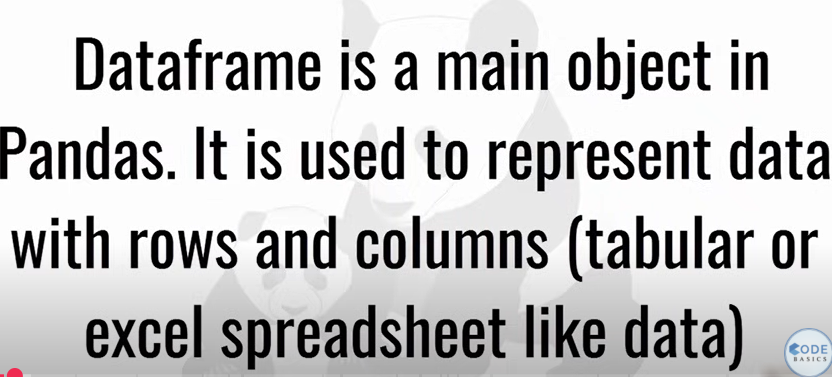 Dataframe is a main object in
Pandas. It is used to represent data
with rows and columns (tabular or
excel spreadsheet like data)
CODE
BASICS